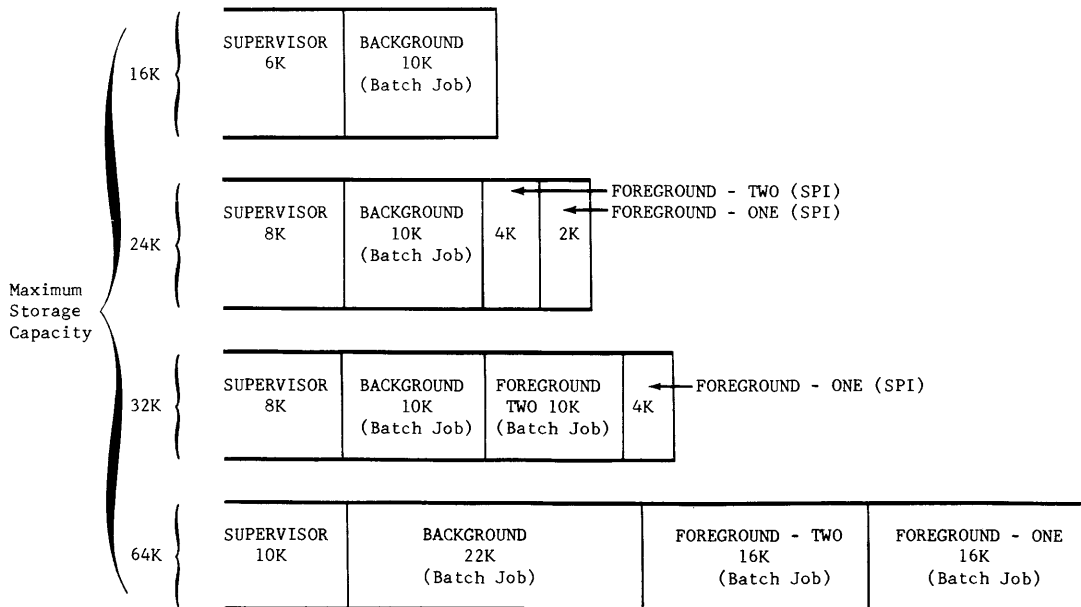 Maximum
Storage
Capacity
16K
SUPERVISOR
6K
BACKGROUND
10K
(Batch Job)
24K
SUPERVISOR
8K
BACKGROUND
10K
(Batch Job)
4K
2K
FOREGROUND - TWO (SPI)
FOREGROUND - ONE (SPI)
32K
SUPERVISOR
8K
BACKGROUND
10K
(Batch Job)
FOREGROUND
TWO 10K
(Batch Job)
4K
FOREGROUND - ONE (SPI)
64K
SUPERVISOR
10K
BACKGROUND
22K
(Batch Job)
FOREGROUND - TWO
16K
(Batch Job)
FOREGROUND - ONE
16K
(Batch Job)